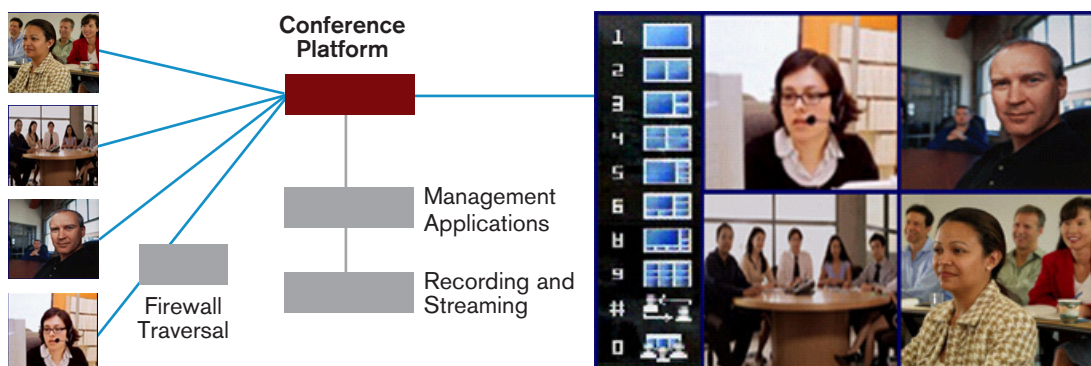 Conference
Platform
Management
Applications
Recording and
Streaming
Firewall
Traversal
1
2
3
4
5
6
8
9
#
0